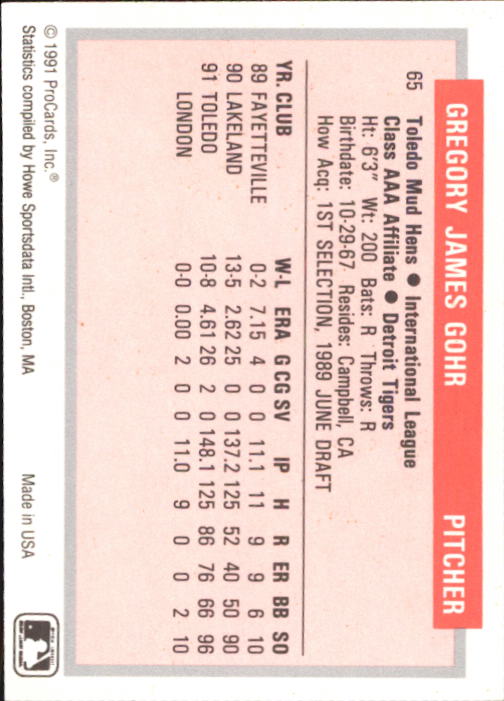 GREGORY JAMES GOHR PITCHER
65 Toledo Mud Hens ● International League
Class AAA Affiliate ● Detroit Tigers
Ht: 6'3" Wt: 200 Bats: R Throws: R
Birthdate: 10-29-67 Resides: Campbell, CA
How Acq: 1ST SELECTION, 1989 JUNE DRAFT
YR. CLUB W-L ERA G CG SV IP H R ER BB SO
89 FAYETTEVILLE 0-2 7.15 4 0 0 11.1 11 9 9 6 10
90 LAKELAND 13-5 2.62 25 0 0 137.2 125 52 40 50 90
91 TOLEDO 10-8 4.61 26 2 0 148.1 125 86 76 66 96
LONDON 0-0 0.00 2 0 0 11.0 9 0 0 2 10
© 1991 ProCards, Inc.®
Statistics compiled by Howe Sportsdata Intl., Boston, MA Made in USA